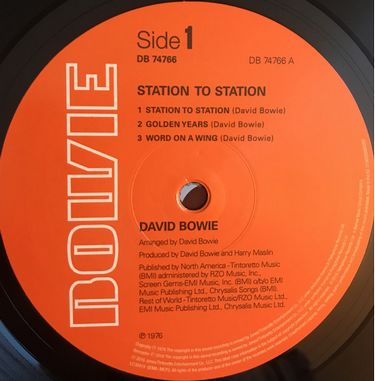 BOWIE
Side 1
DB 74766
DB 74766 A
STATION TO STATION
1 STATION TO STATION (David Bowie)
2 GOLDEN YEARS (David Bowie)
3 WORD ON A WING (David Bowie)
DAVID BOWIE
Arranged by David Bowie
Produced by David Bowie and Harry Maslin
Published by North America -Tintoretto Music
(BMI) administered by RZO Music, Inc.,
Screen Gems-EMI Music, Inc. (BMI) o/b/o EMI
Music Publishing Ltd., Chrysalis Songs (BMI).
Rest of World -Tintoretto Music/RZO Music Ltd.,
EMI Music Publishing Ltd., Chrysalis Music Ltd.
℗ 1976